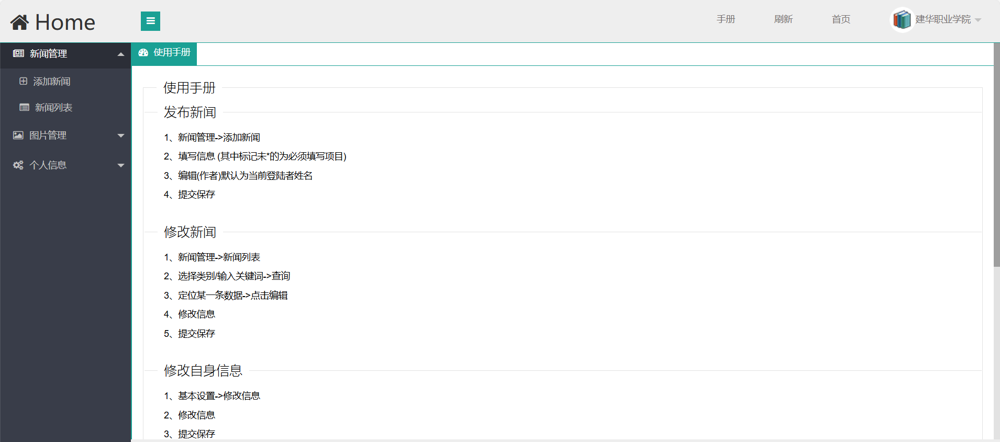 Home
手册
刷新
首页
建华职业学院
新闻管理
添加新闻
新闻列表
图片管理
个人信息
使用手册
使用手册
发布新闻
1、新闻管理->添加新闻
2、填写信息 (其中标记未*的为必须填写项目)
3、编辑(作者)默认为当前登陆者姓名
4、提交保存
修改新闻
1、新闻管理->新闻列表
2、选择类别/输入关键词->查询
3、定位某一条数据->点击编辑
4、修改信息
5、提交保存
修改自身信息
1、基本设置->修改信息
2、修改信息
3、提交保存